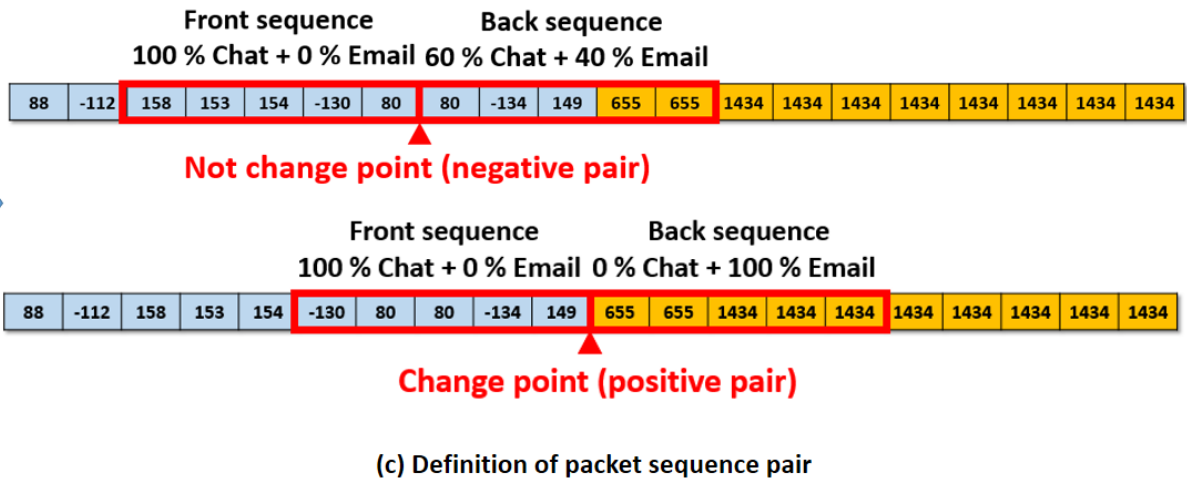 Front sequence Back sequence
100 % Chat + 0 % Email 60 % Chat + 40 % Email
88 -112 158 153 154 -130 80 80 -134 149 655 655 1434 1434 1434 1434 1434 1434 1434 1434
Not change point (negative pair)
Front sequence Back sequence
100 % Chat + 0 % Email 0 % Chat + 100 % Email
88 -112 158 153 154 -130 80 80 -134 149 655 655 1434 1434 1434 1434 1434 1434 1434 1434
Change point (positive pair)
(c) Definition of packet sequence pair